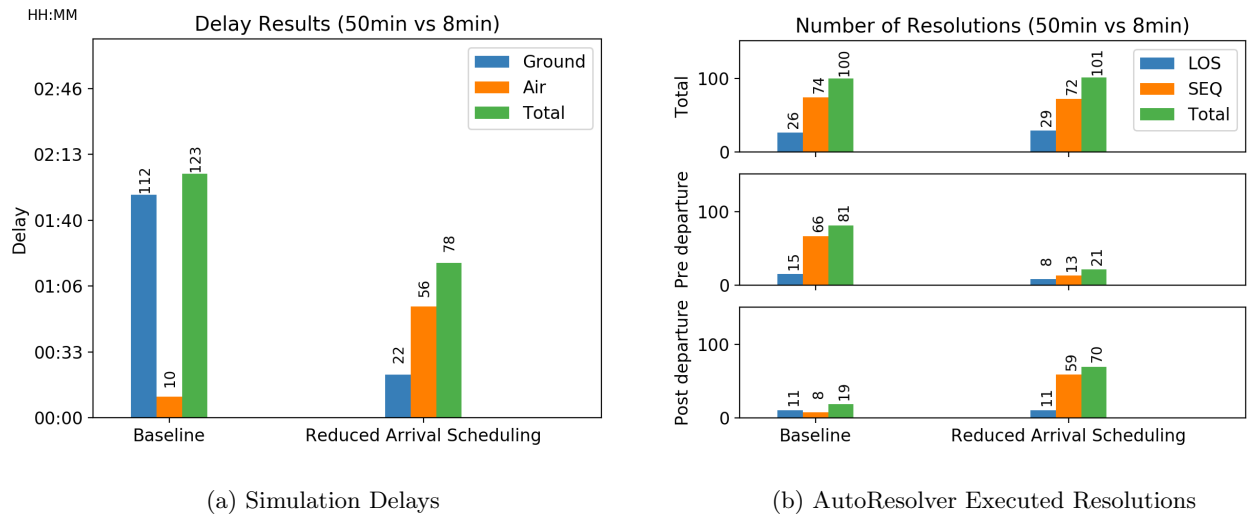 HH:MM
Delay Results (50min vs 8min)
Ground
Air
Total
Delay
02:46
02:13
01:40
01:06
00:33
00:00
112
10
123
22
56
78
Baseline
Reduced Arrival Scheduling
(a) Simulation Delays
Number of Resolutions (50min vs 8min)
LOS
SEQ
Total
Total
100
0
26
74
100
29
72
101
Pre departure
100
0
15
66
81
8
13
21
Post departure
100
0
11
8
19
11
59
70
Baseline
Reduced Arrival Scheduling
(b) AutoResolver Executed Resolutions